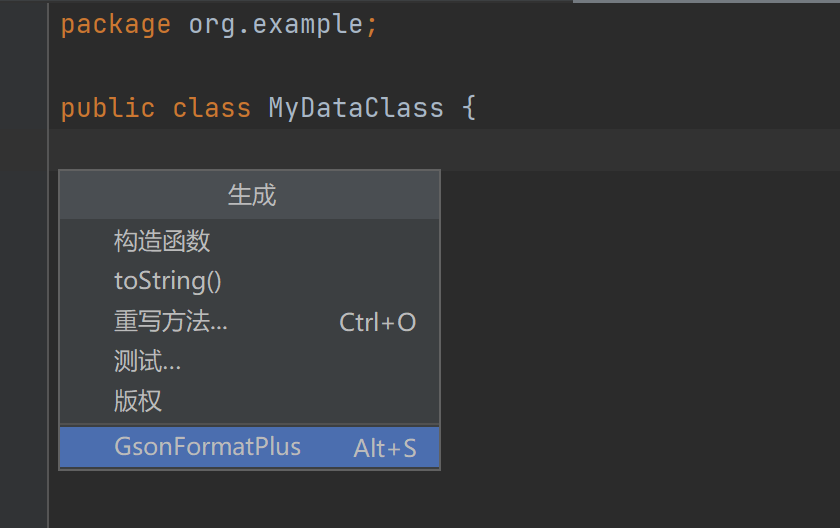 package org.example;
public class MyDataClass {
生成
构造函数
toString()
重写方法... Ctrl+O
测试...
版权
GsonFormatPlus Alt+S